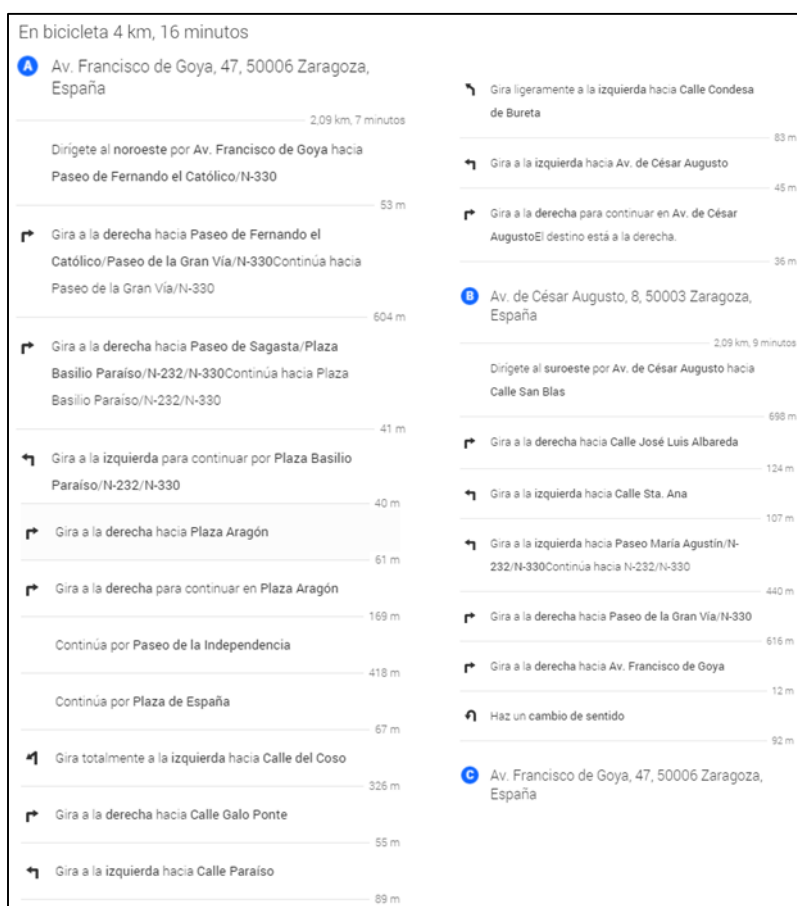 En bicicleta 4 km, 16 minutos
A
Av. Francisco de Goya, 47, 50006 Zaragoza,
España
2,09 km, 7 minutos
Dirígete al noroeste por Av. Francisco de Goya hacia
Paseo de Fernando el Católico/N-330
53 m
Gira a la derecha hacia Paseo de Fernando el
Católico/Paseo de la Gran Vía/N-330Continúa hacia
Paseo de la Gran Vía/N-330
604 m
Gira a la derecha hacia Paseo de Sagasta/Plaza
Basilio Paraíso/N-232/N-330Continúa hacia Plaza
Basilio Paraíso/N-232/N-330
41 m
Gira a la izquierda para continuar por Plaza Basilio
Paraíso/N-232/N-330
40 m
Gira a la derecha hacia Plaza Aragón
61 m
Gira a la derecha para continuar en Plaza Aragón
169 m
Continúa por Paseo de la Independencia
418 m
Continúa por Plaza de España
67 m
Gira totalmente a la izquierda hacia Calle del Coso
326 m
Gira a la derecha hacia Calle Galo Ponte
55 m
Gira a la izquierda hacia Calle Paraíso
89 m
Gira ligeramente a la izquierda hacia Calle Condesa
de Bureta
83 m
Gira a la izquierda hacia Av. de César Augusto
45 m
Gira a la derecha para continuar en Av. de César
AugustoEl destino está a la derecha.
36 m
B
Av. de César Augusto, 8, 50003 Zaragoza,
España
2,09 km, 9 minutos
Dirígete al suroeste por Av. de César Augusto hacia
Calle San Blas
698 m
Gira a la derecha hacia Calle José Luis Albareda
124 m
Gira a la izquierda hacia Calle Sta. Ana
107 m
Gira a la izquierda hacia Paseo María Agustín/N-
232/N-330Continúa hacia N-232/N-330
440 m
Gira a la derecha hacia Paseo de la Gran Vía/N-330
616 m
Gira a la derecha hacia Av. Francisco de Goya
12 m
Haz un cambio de sentido
92 m
C
Av. Francisco de Goya, 47, 50006 Zaragoza,
España